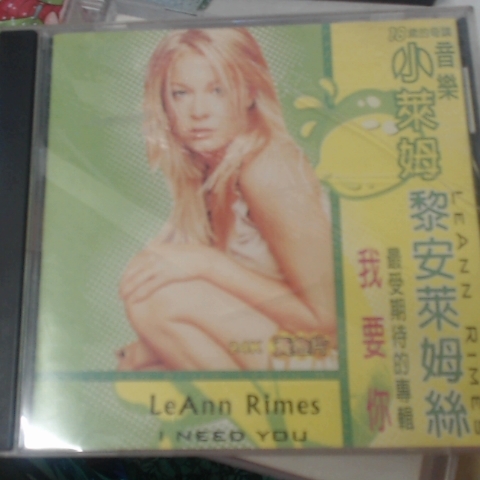 音樂
小萊姆
黎安萊姆絲
LEANN RIMES
最受期待的專輯
我要你
LeAnn Rimes
I NEED YOU